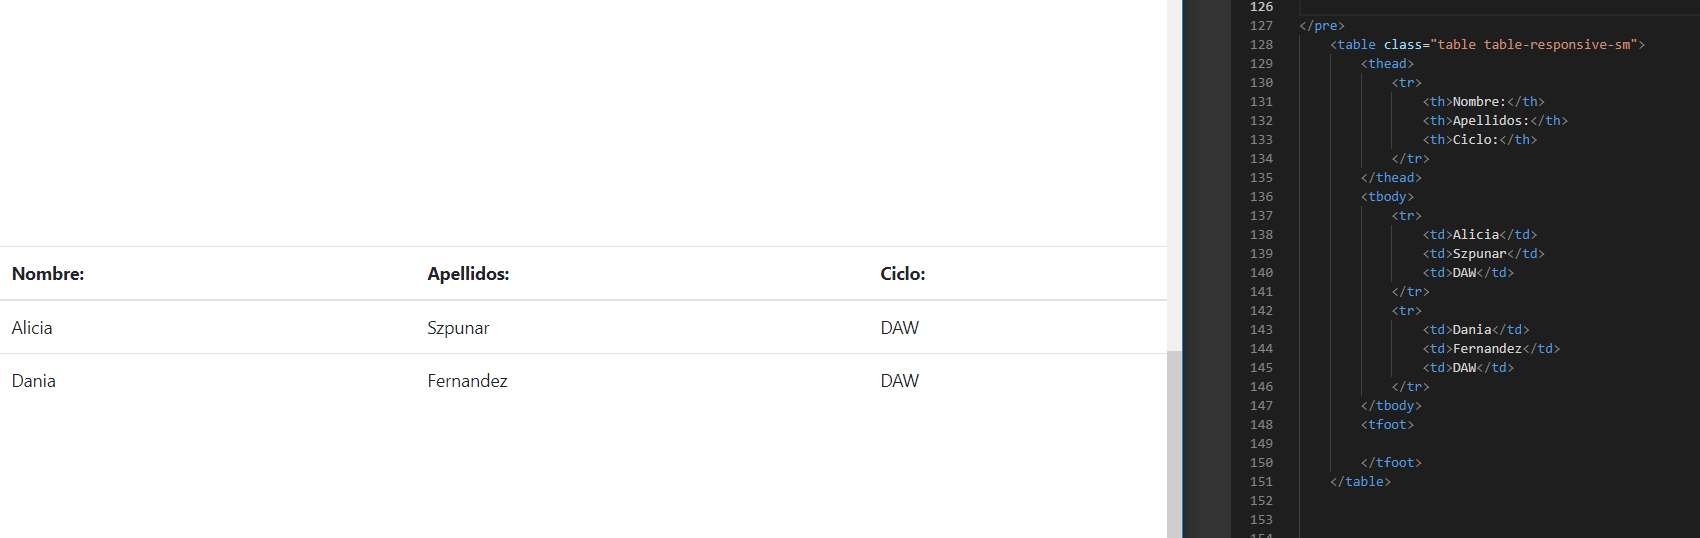 Nombre: Apellidos: Ciclo:
Alicia Szpunar DAW
Dania Fernandez DAW
126
127 </pre>
128 <table class="table table-responsive-sm">
129 <thead>
130 <tr>
131 <th>Nombre:</th>
132 <th>Apellidos:</th>
133 <th>Ciclo:</th>
134 </tr>
135 </thead>
136 <tbody>
137 <tr>
138 <td>Alicia</td>
139 <td>Szpunar</td>
140 <td>DAW</td>
141 </tr>
142 <tr>
143 <td>Dania</td>
144 <td>Fernandez</td>
145 <td>DAW</td>
146 </tr>
147 </tbody>
148 <tfoot>
149
150 </tfoot>
151 </table>
152
153